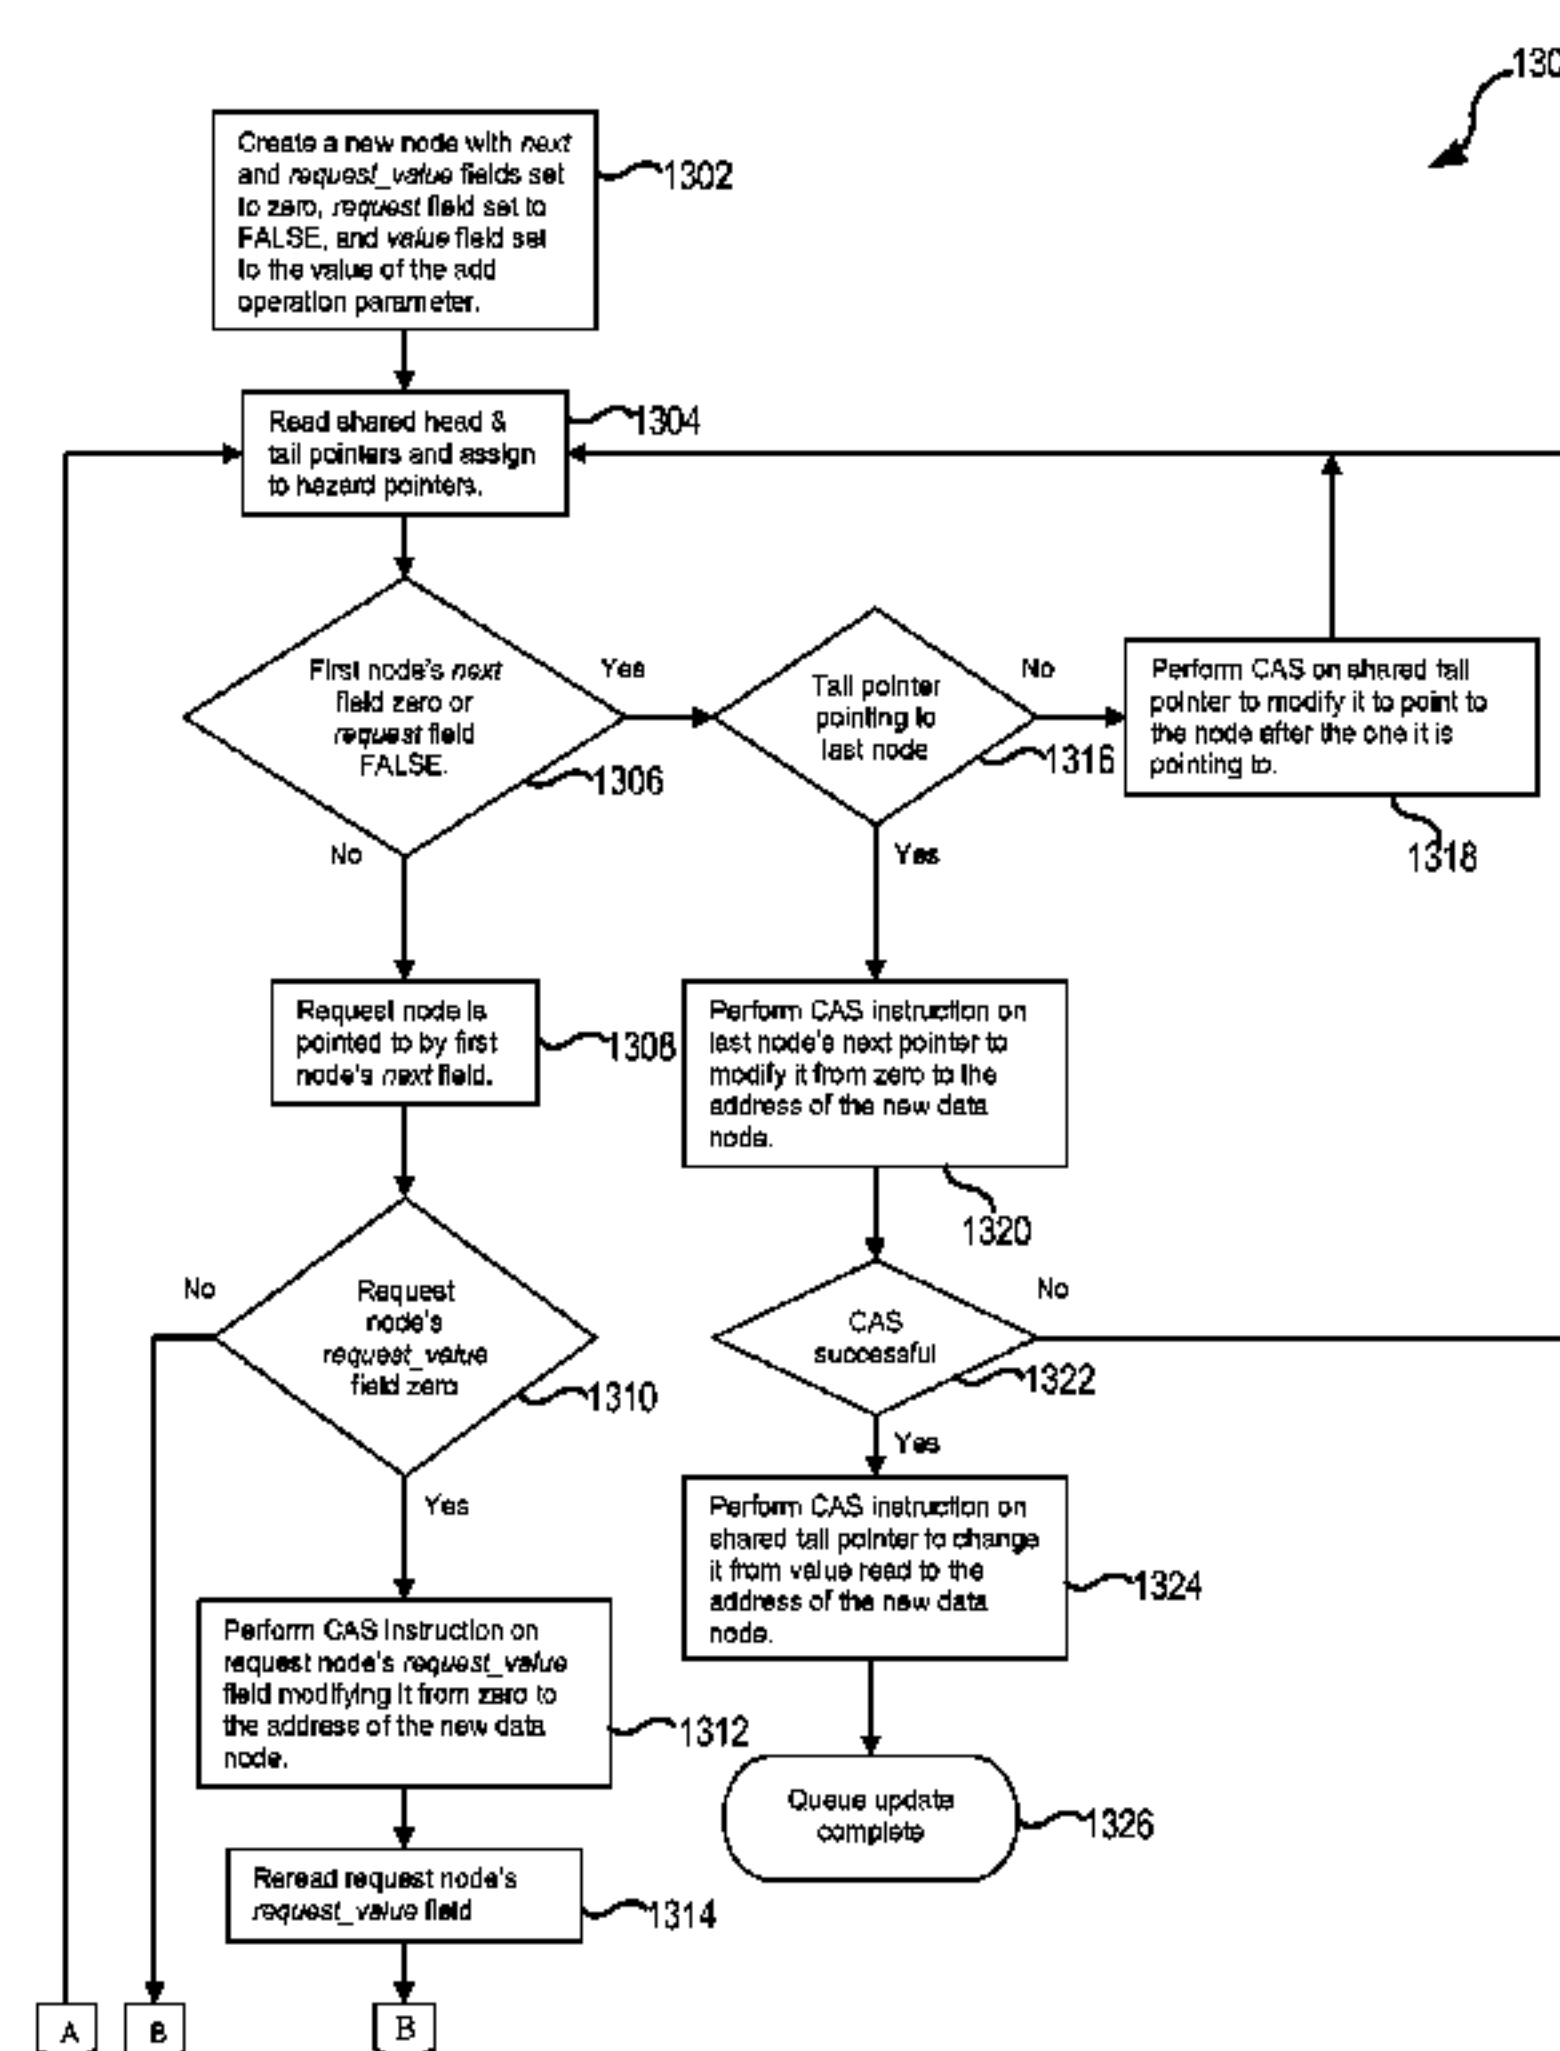 130
Create a new node with next
and request_value fields set
to zero, request field set to
FALSE, and value field set
to the value of the add
operation parameter.
1302
Read shared head &
tail pointers and assign
to hazard pointers.
1304
First node's next
field zero or
request field
FALSE.
1306
Yes
No
Tail pointer
pointing to
last node
1316
No
Yes
Perform CAS on shared tail
pointer to modify it to point to
the node after the one it is
pointing to.
1318
Request node is
pointed to by first
node's next field.
1308
Perform CAS instruction on
last node's next pointer to
modify it from zero to the
address of the new data
node.
1320
Request
node's
request_value
field zero
1310
No
Yes
CAS
successful
1322
No
Yes
Perform CAS instruction on
shared tail pointer to change
it from value read to the
address of the new data
node.
1324
Perform CAS instruction on
request node's request_value
field modifying it from zero to
the address of the new data
node.
1312
Queue update
complete
1326
Reread request node's
request_value field
1314
A
B
B